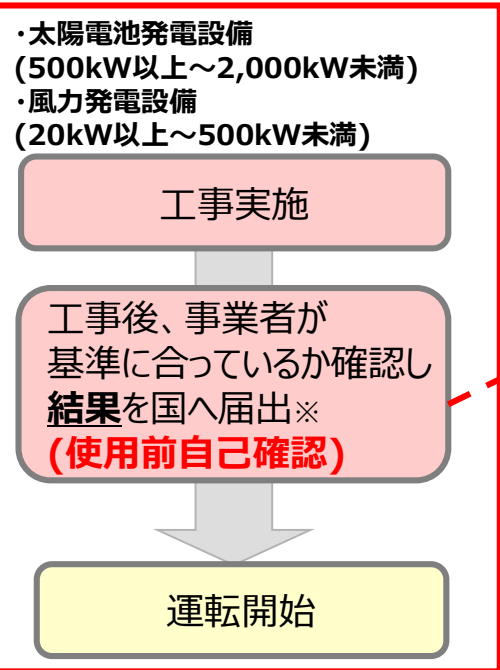 ・太陽電池発電設備
(500kW以上～2,000kW未満)
・風力発電設備
(20kW以上～500kW未満)
工事実施
工事後、事業者が
基準に合っているか確認し
結果を国へ届出※
(使用前自己確認)
運転開始